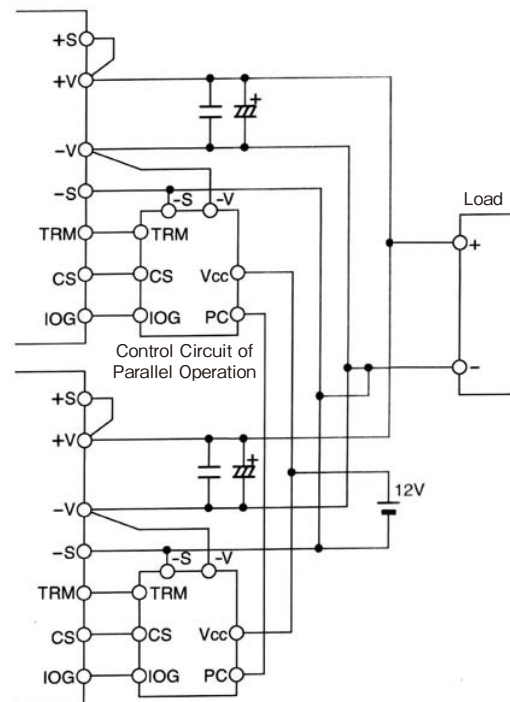 +S
+V
+
-V
-S
-S
-V
Load
TRM
TRM
+
CS
CS
Vcc
IOG
IOG
PC
Control Circuit of
Parallel Operation
-
+S
+V
+
-V
12V
-S
-S
-V
TRM
TRM
CS
CS
Vcc
IOG
IOG
PC